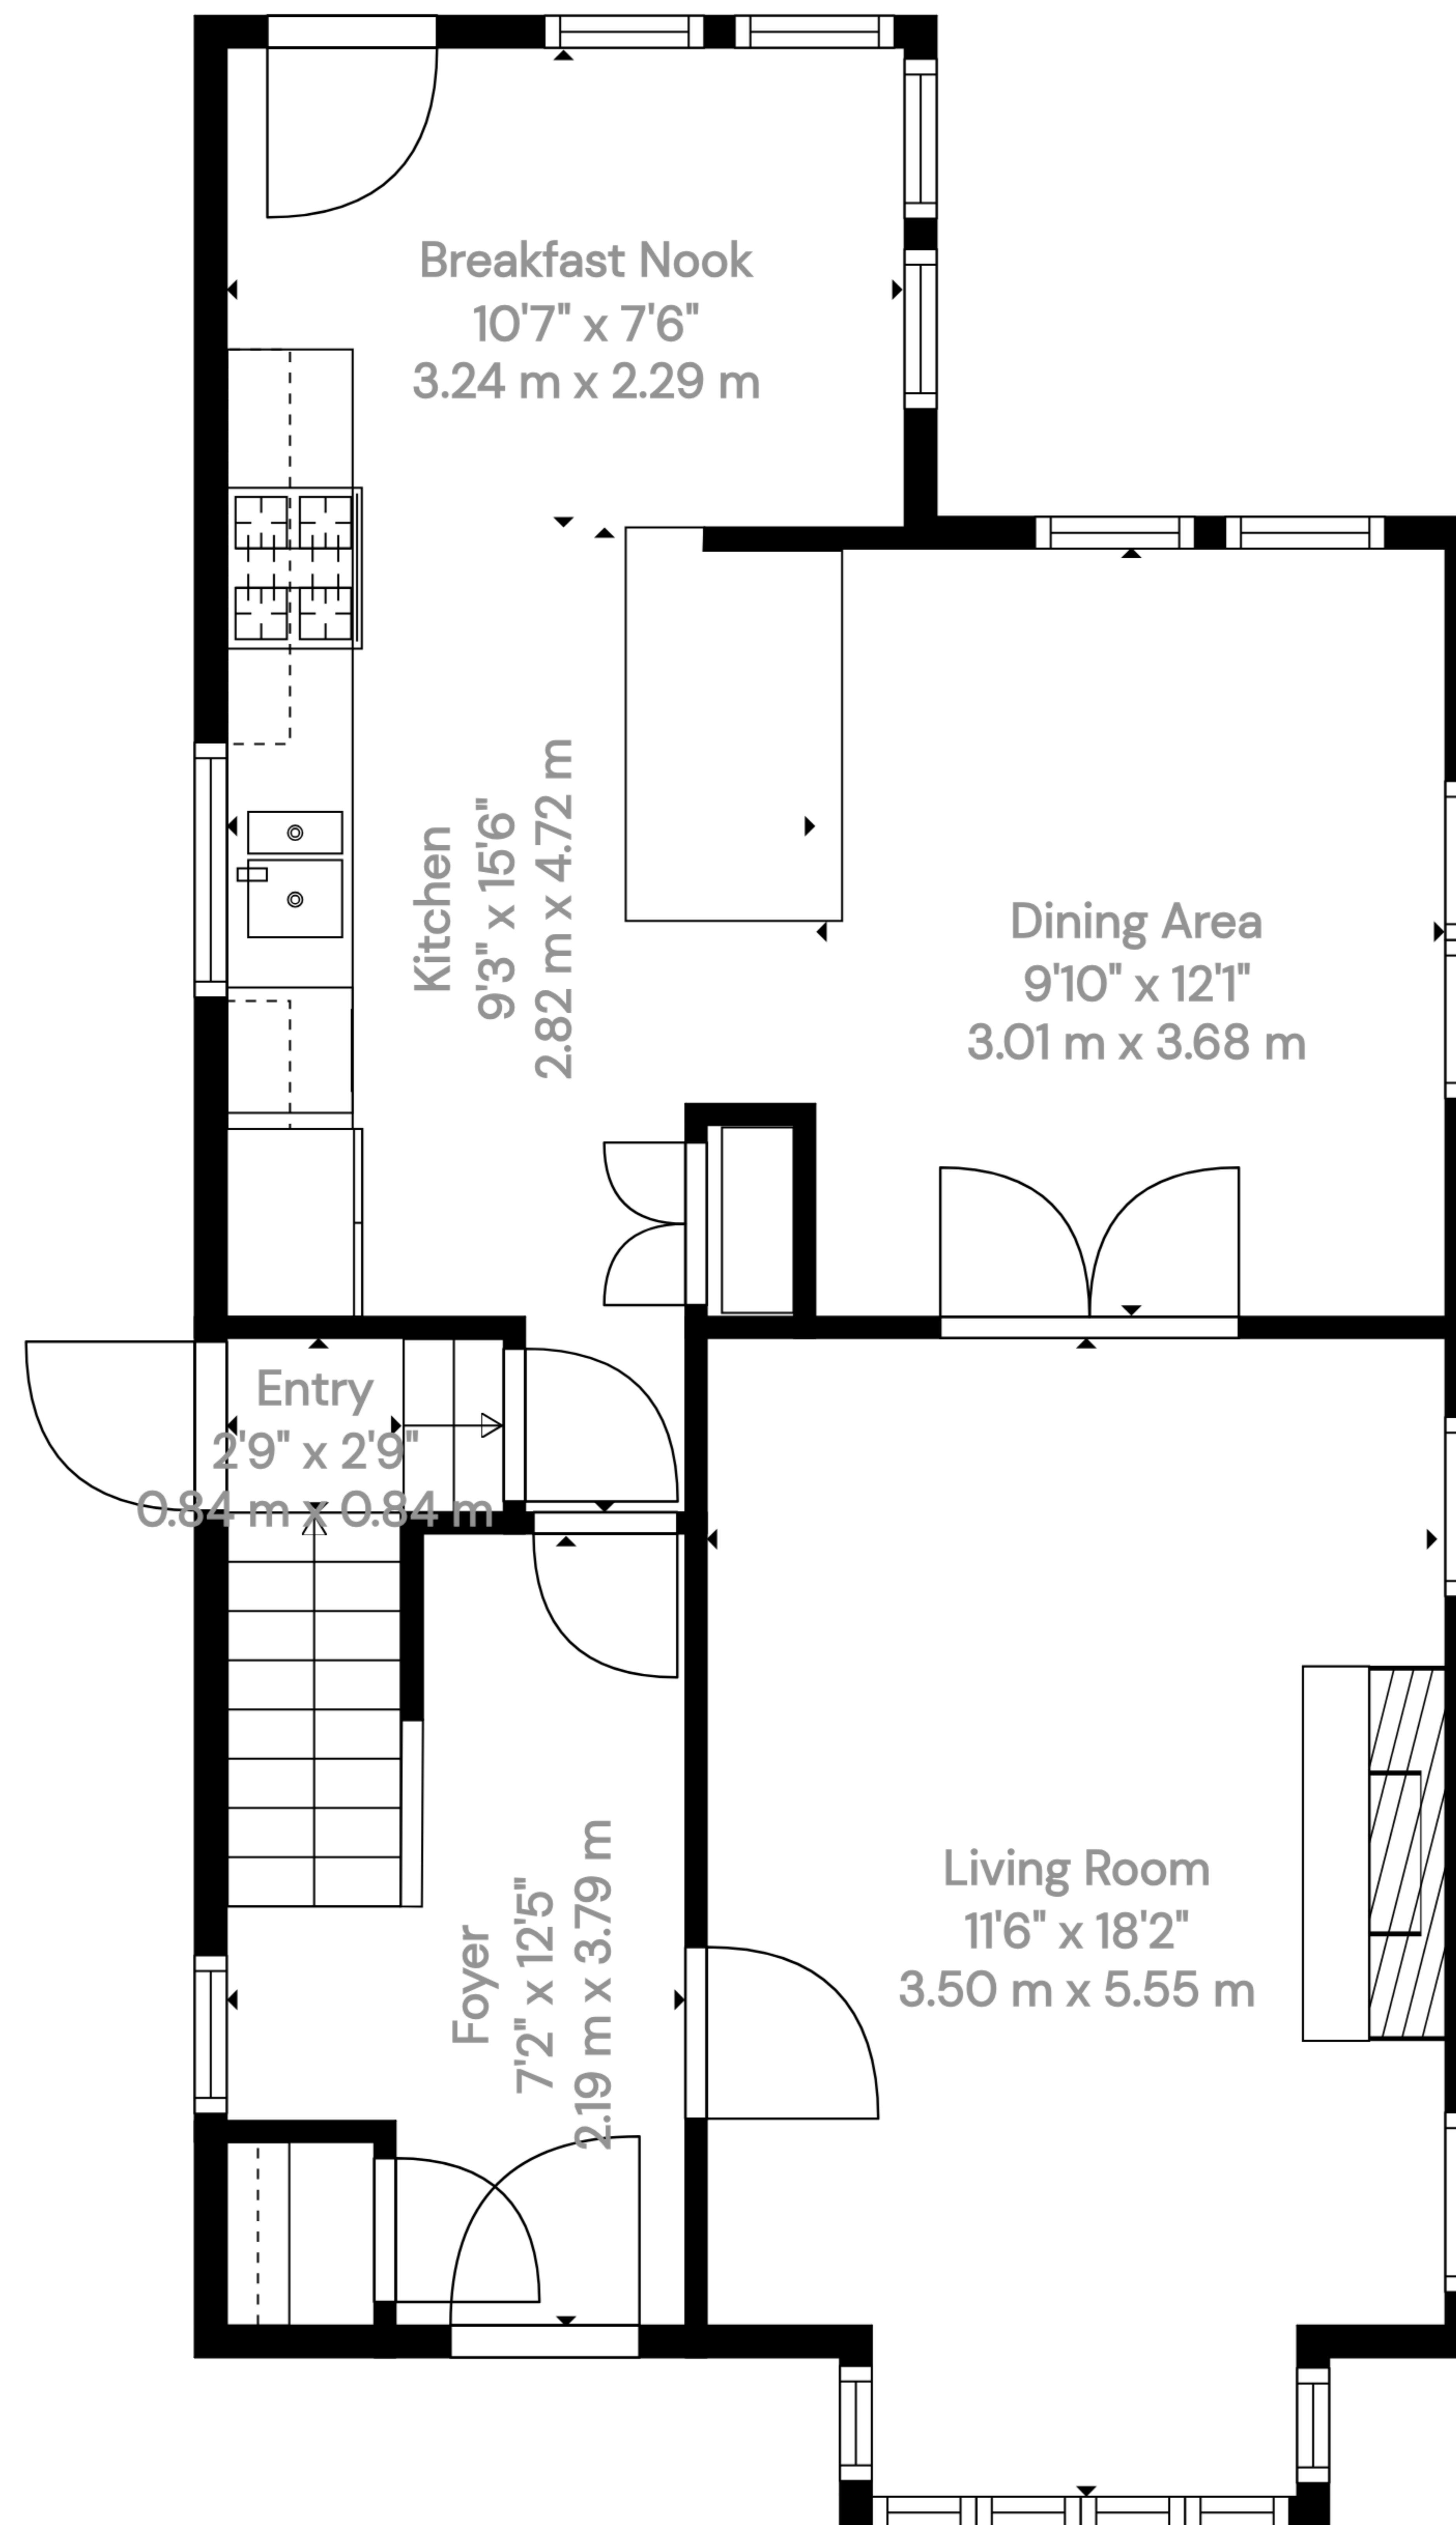 Breakfast Nook
10'7" x 7'6"
3.24 m x 2.29 m
Kitchen
9'3" x 15'6"
2.82 m x 4.72 m
Dining Area
9'10" x 12'1"
3.01 m x 3.68 m
Entry
2'9" x 2'9"
0.84 m x 0.84 m
Foyer
7'2" x 12'5"
2.19 m x 3.79 m
Living Room
11'6" x 18'2"
3.50 m x 5.55 m